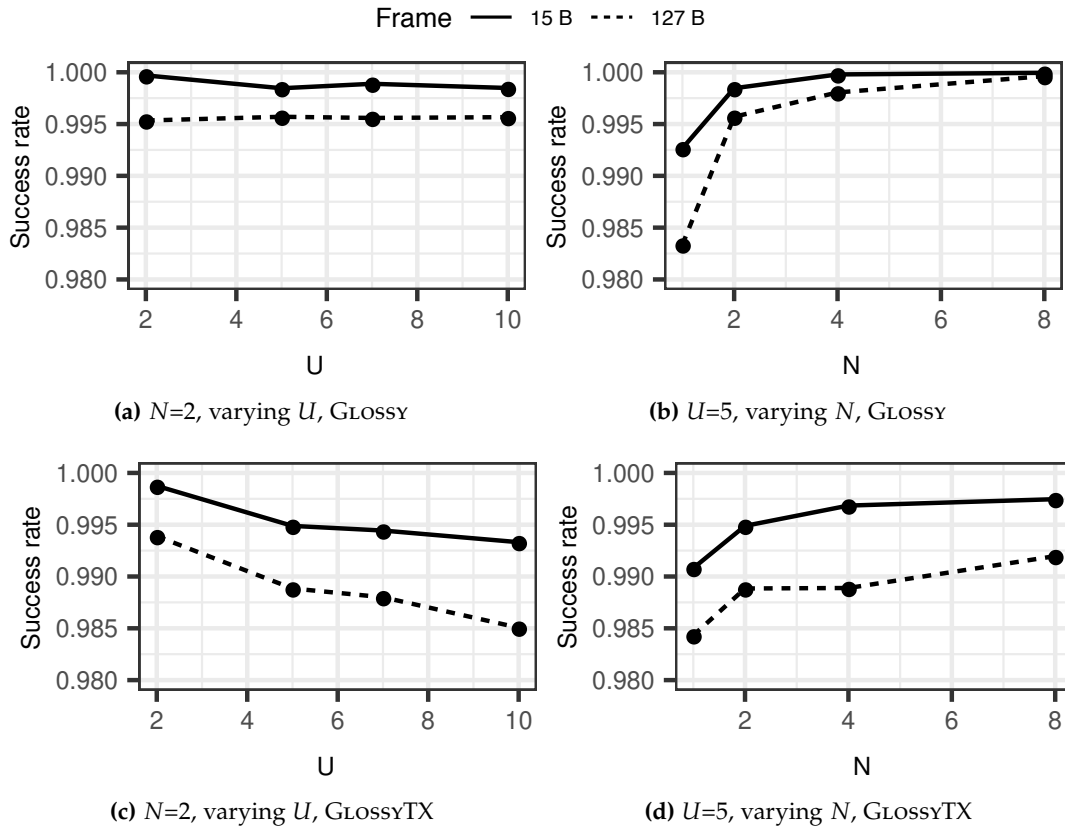 Frame 15 B 127 B
1.000
0.995
0.990
0.985
0.980
Success rate
2 4 6 8 10
U
(a) N=2, varying U, GLOSSY
1.000
0.995
0.990
0.985
0.980
Success rate
2 4 6 8
N
(b) U=5, varying N, GLOSSY
1.000
0.995
0.990
0.985
0.980
Success rate
2 4 6 8 10
U
(c) N=2, varying U, GLOSSYTX
1.000
0.995
0.990
0.985
0.980
Success rate
2 4 6 8
N
(d) U=5, varying N, GLOSSYTX